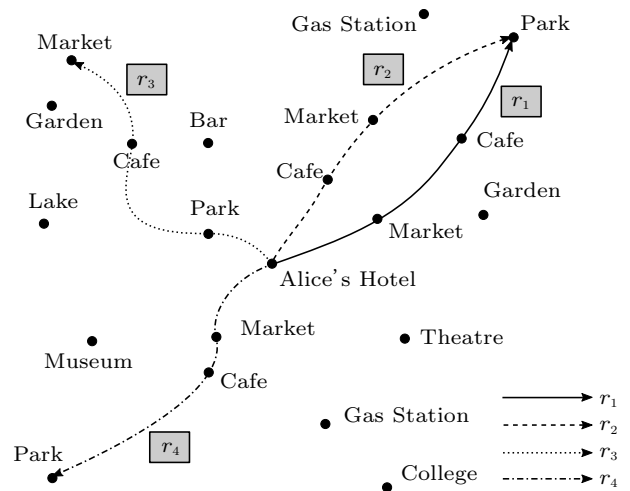 Gas Station
Park
Market
r2
r3
r1
Garden
Bar
Market
Cafe
Cafe
Cafe
Lake
Park
Garden
Market
Alice's Hotel
Market
Theatre
Museum
Cafe
r1
Gas Station
r2
r4
Park
r3
College
r4